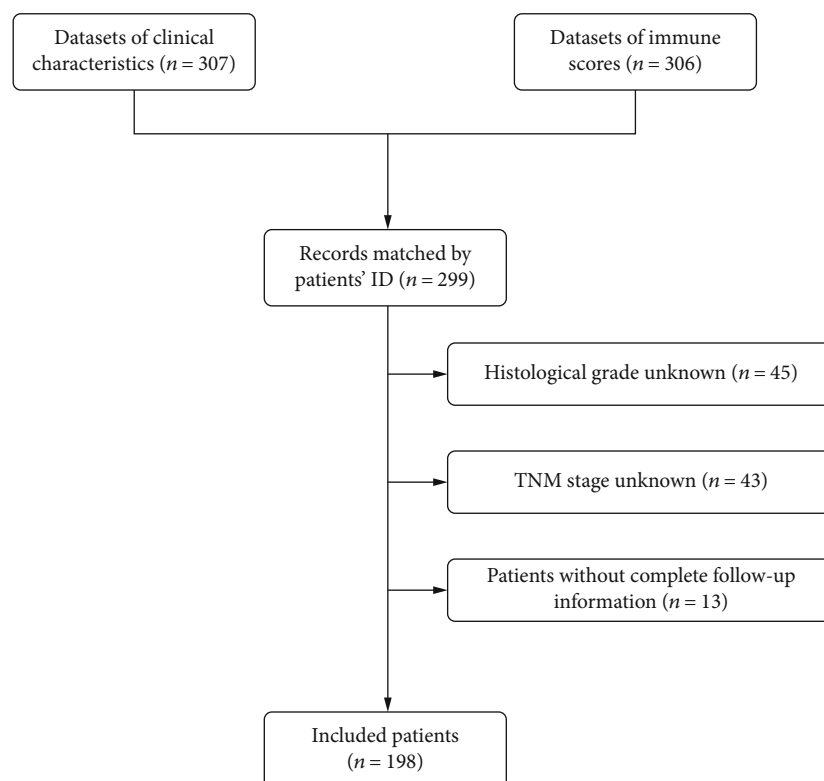 Datasets of clinical
characteristics (n = 307)
Datasets of immune
scores (n = 306)
Records matched by
patients’ ID (n = 299)
Histological grade unknown (n = 45)
TNM stage unknown (n = 43)
Patients without complete follow-up
information (n = 13)
Included patients
(n = 198)